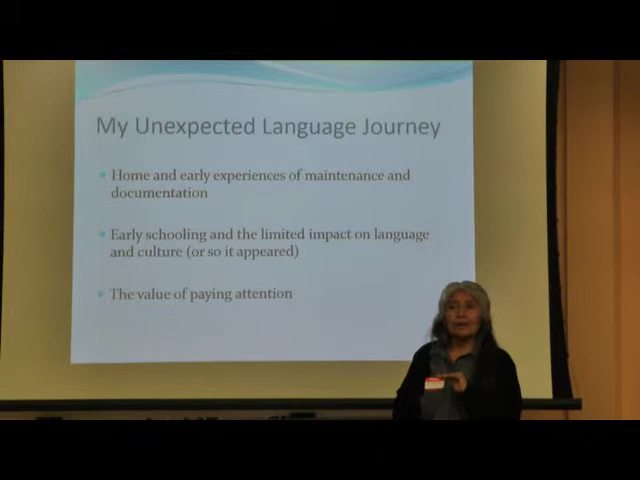 My Unexpected Language Journey
Home and early experiences of maintenance and
documentation
Early schooling and the limited impact on language
and culture (or so it appeared)
The value of paying attention